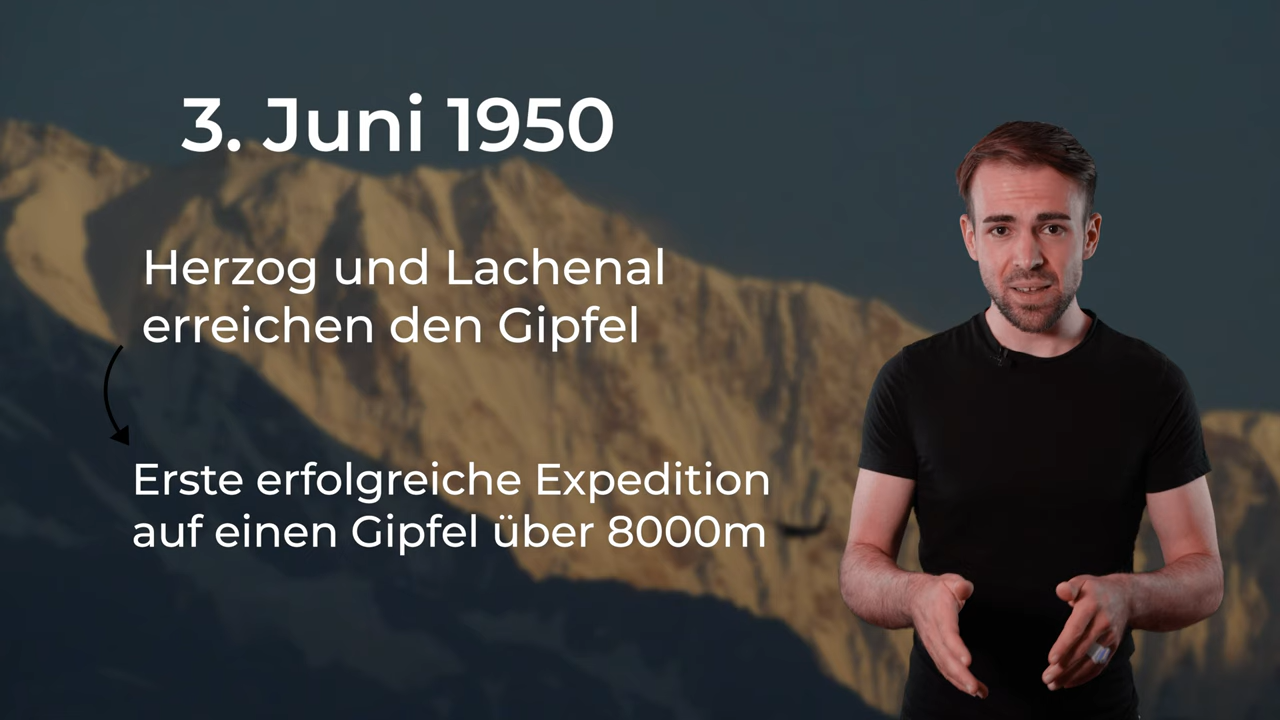 3. Juni 1950
Herzog und Lachenal
erreichen den Gipfel
Erste erfolgreiche Expedition
auf einen Gipfel über 8000m